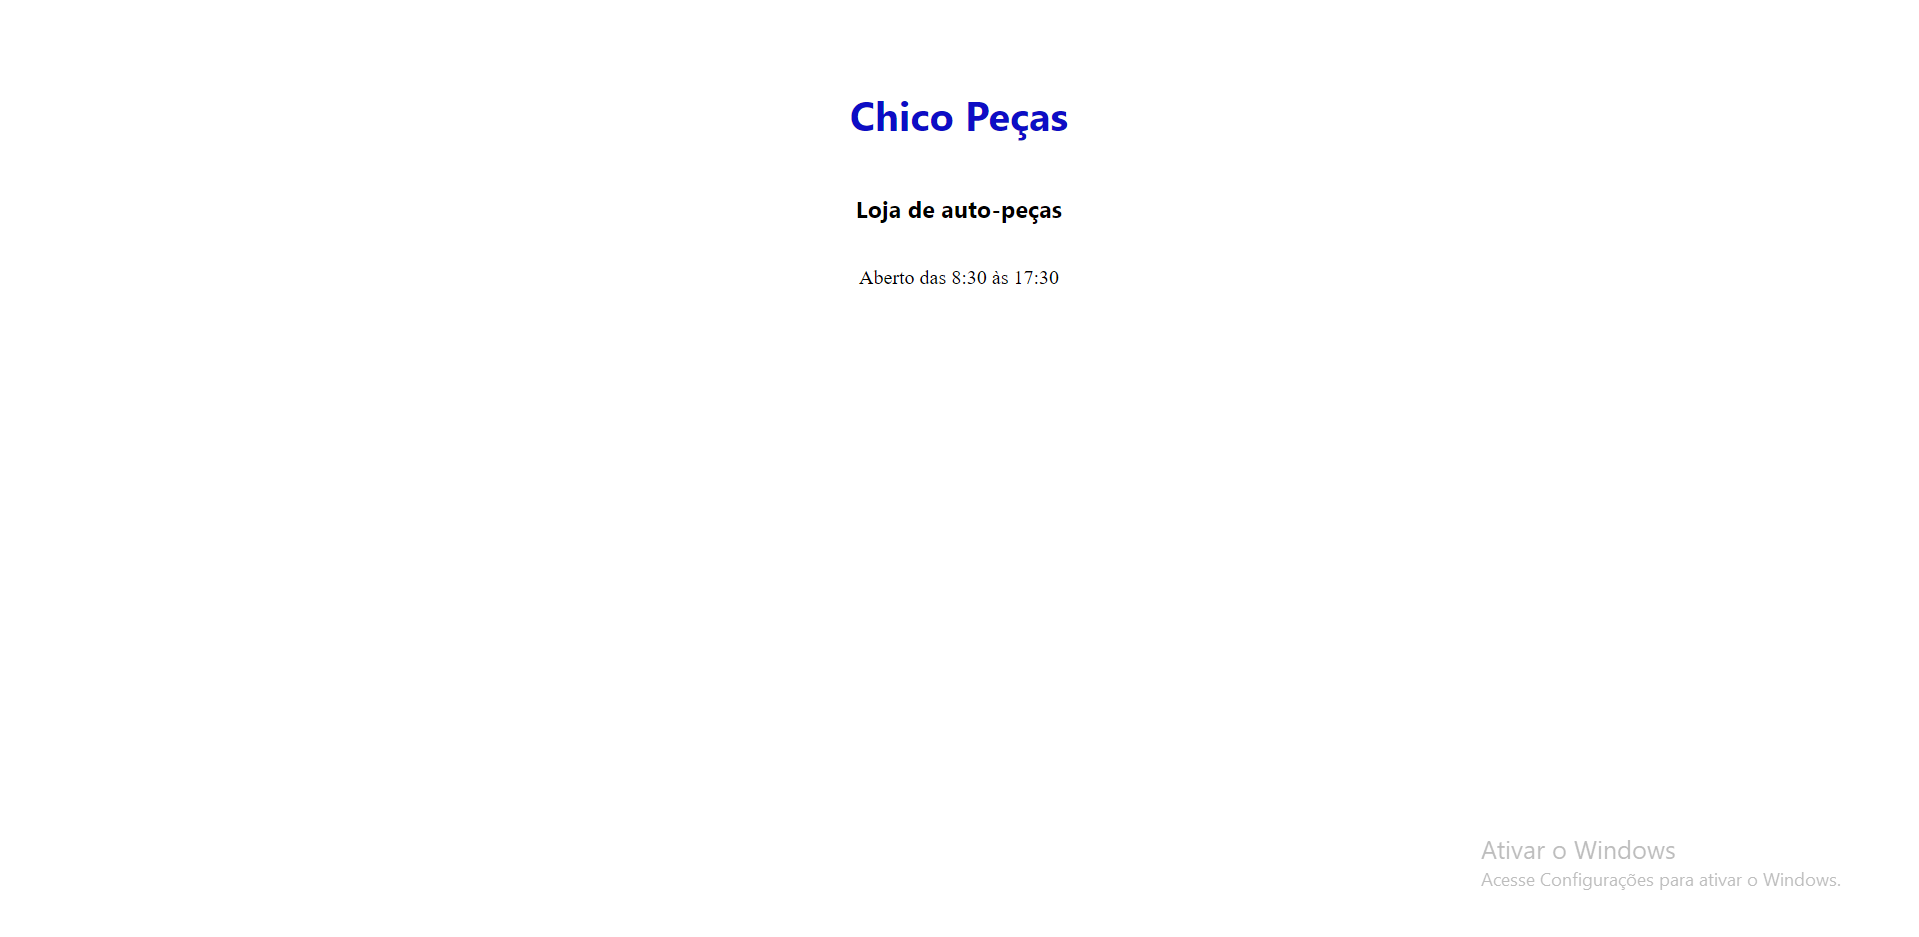 Chico Peças
Loja de auto-peças
Aberto das 8:30 às 17:30
Ativar o Windows
Acesse Configurações para ativar o Windows.